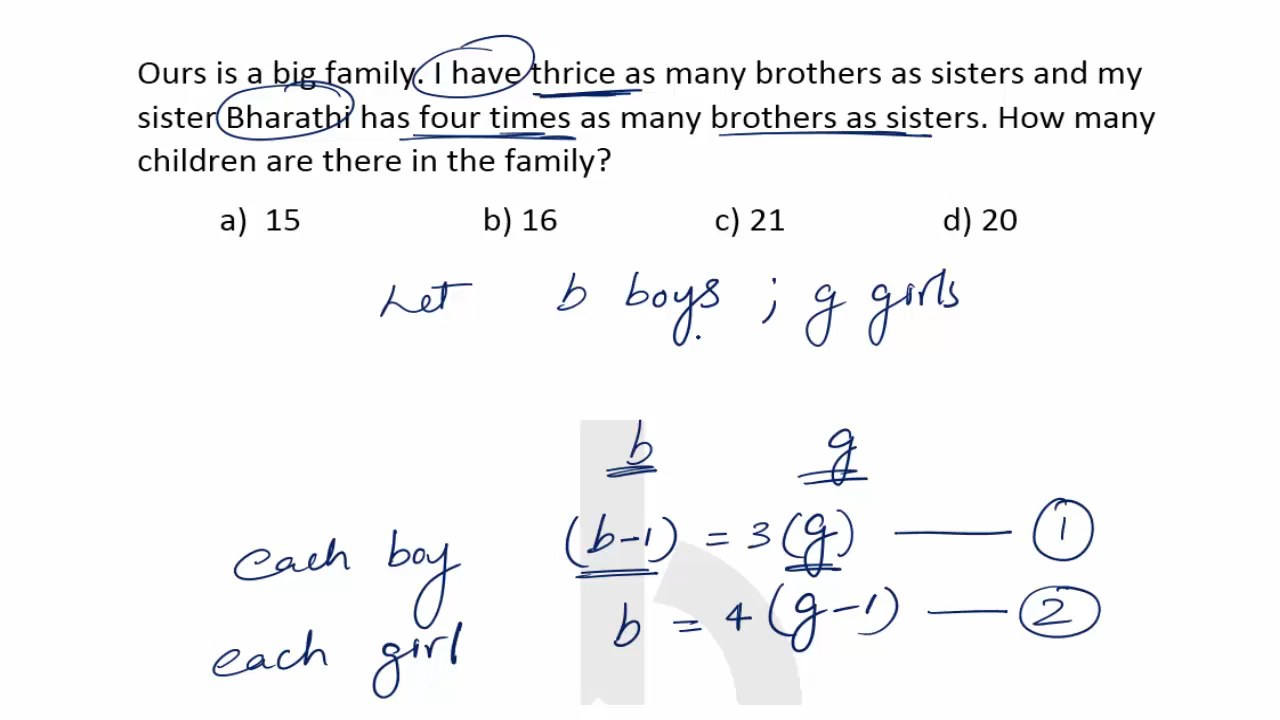 Ours is a big family. I have thrice as many brothers as sisters and my
sister Bharathi has four times as many brothers as sisters. How many
children are there in the family?
a) 15 b) 16 c) 21 d) 20
Let b boys ; g girls
b g
each boy (b-1) = 3(g) — 1
each girl b = 4(g-1) — 2